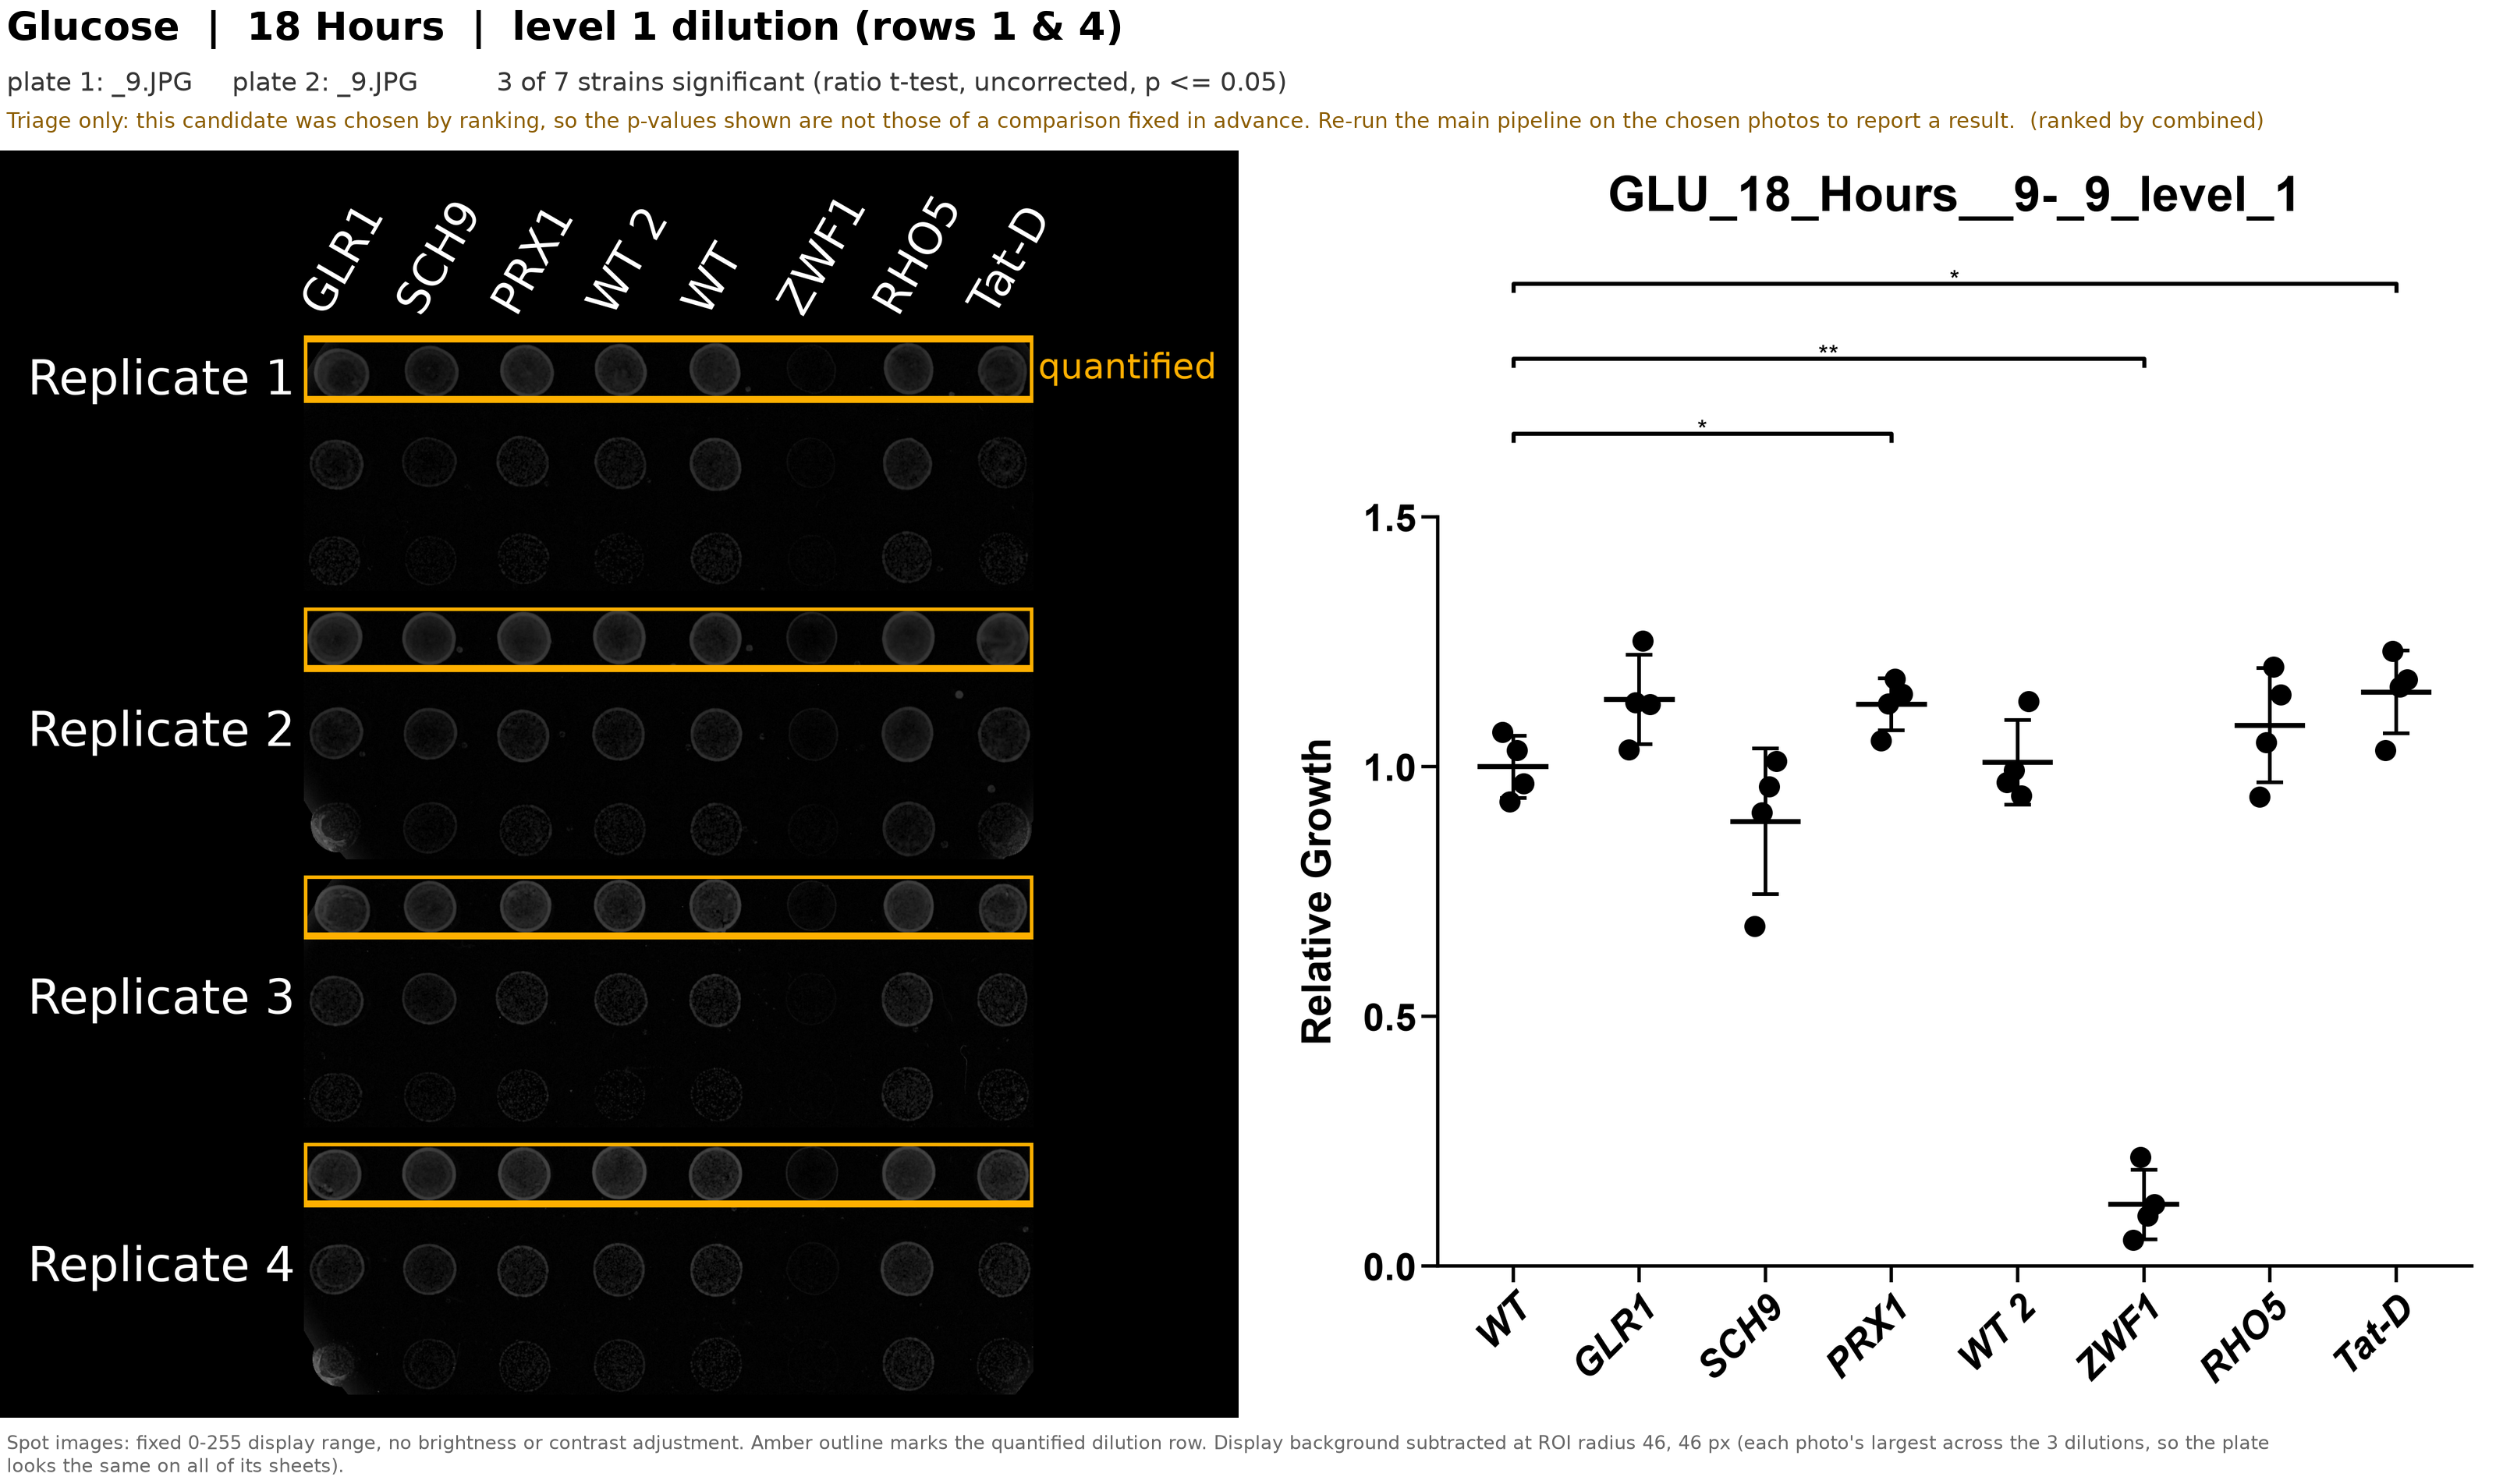 Glucose  |  18 Hours  |  level 1 dilution (rows 1 & 4)
plate 1: _9.JPG     plate 2: _9.JPG          3 of 7 strains significant (ratio t-test, uncorrected, p <= 0.05)
Triage only: this candidate was chosen by ranking, so the p-values shown are not those of a comparison fixed in advance. Re-run the main pipeline on the chosen photos to report a result.  (ranked by combined)
GLR1 SCH9 PRX1 WT 2 WT ZWF1 RHO5 Tat-D
Replicate 1
quantified
Replicate 2
Replicate 3
Replicate 4
GLU_18_Hours__9-_9_level_1
*
**
*
Relative Growth
1.5
1.0
0.5
0.0
WT GLR1 SCH9 PRX1 WT 2 ZWF1 RHO5 Tat-D
Spot images: fixed 0-255 display range, no brightness or contrast adjustment. Amber outline marks the quantified dilution row. Display background subtracted at ROI radius 46, 46 px (each photo's largest across the 3 dilutions, so the plate
looks the same on all of its sheets).